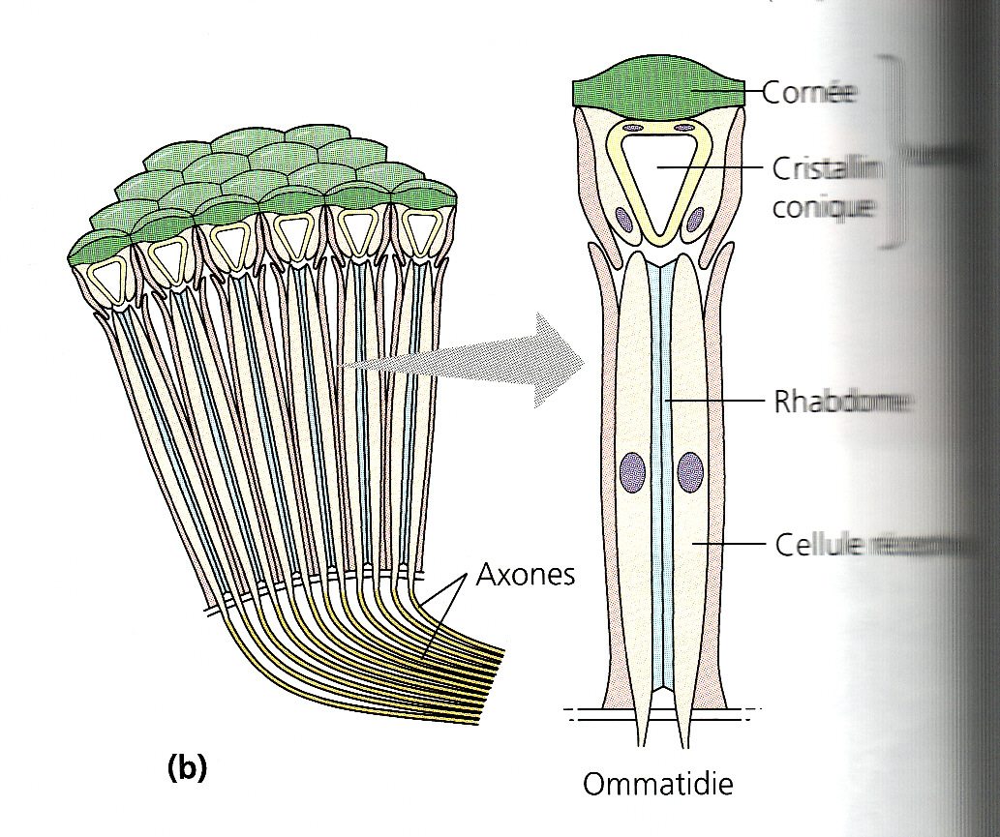 Cornée
Cristallin
conique
Rhabdome
Cellule
Axones
(b)
Ommatidie